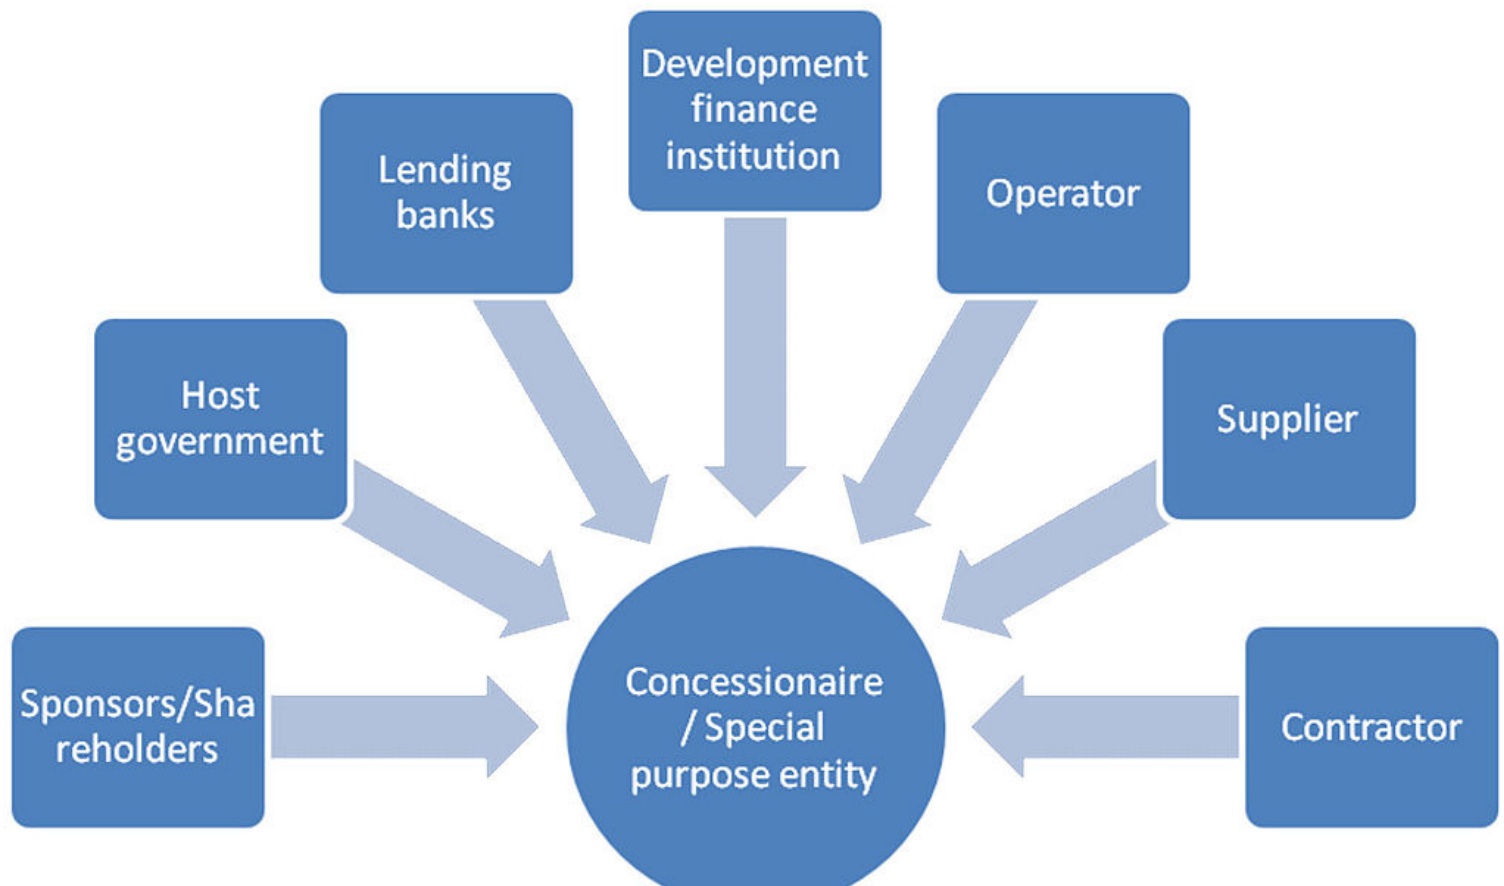 Development
finance
institution
Lending
banks
Operator
Host
government
Supplier
Sponsors/Sha
reholders
Concessionaire
/ Special
purpose entity
Contractor